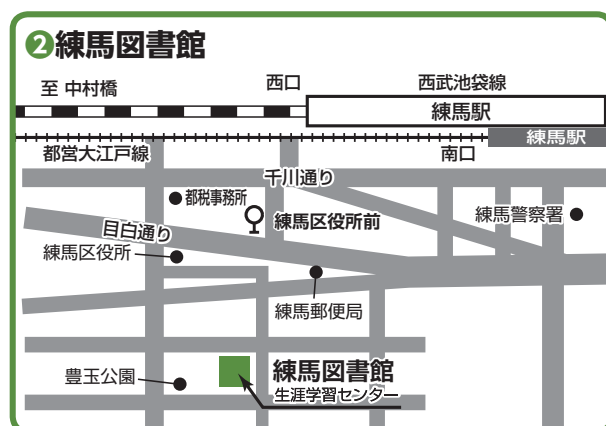 ❷練馬図書館
至 中村橋
西口
西武池袋線
練馬駅
練馬駅
都営大江戸線
南口
千川通り
都税事務所
練馬区役所前
練馬警察署
目白通り
練馬区役所
練馬郵便局
豊玉公園
練馬図書館
生涯学習センター